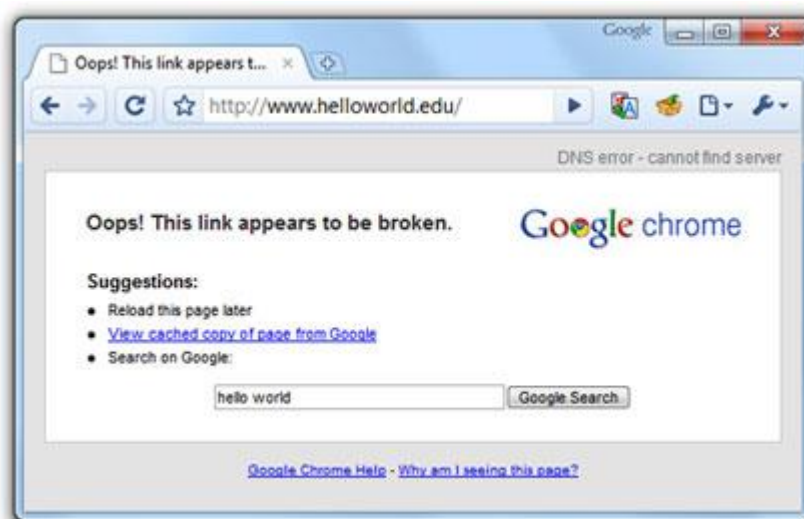 Google
Oops! This link appears t...
http://www.helloworld.edu/
DNS error - cannot find server
Oops! This link appears to be broken.
Google chrome
Suggestions:
Reload this page later
View cached copy of page from Google
Search on Google:
hello world Google Search
Google Chrome Help - Why am I seeing this page?